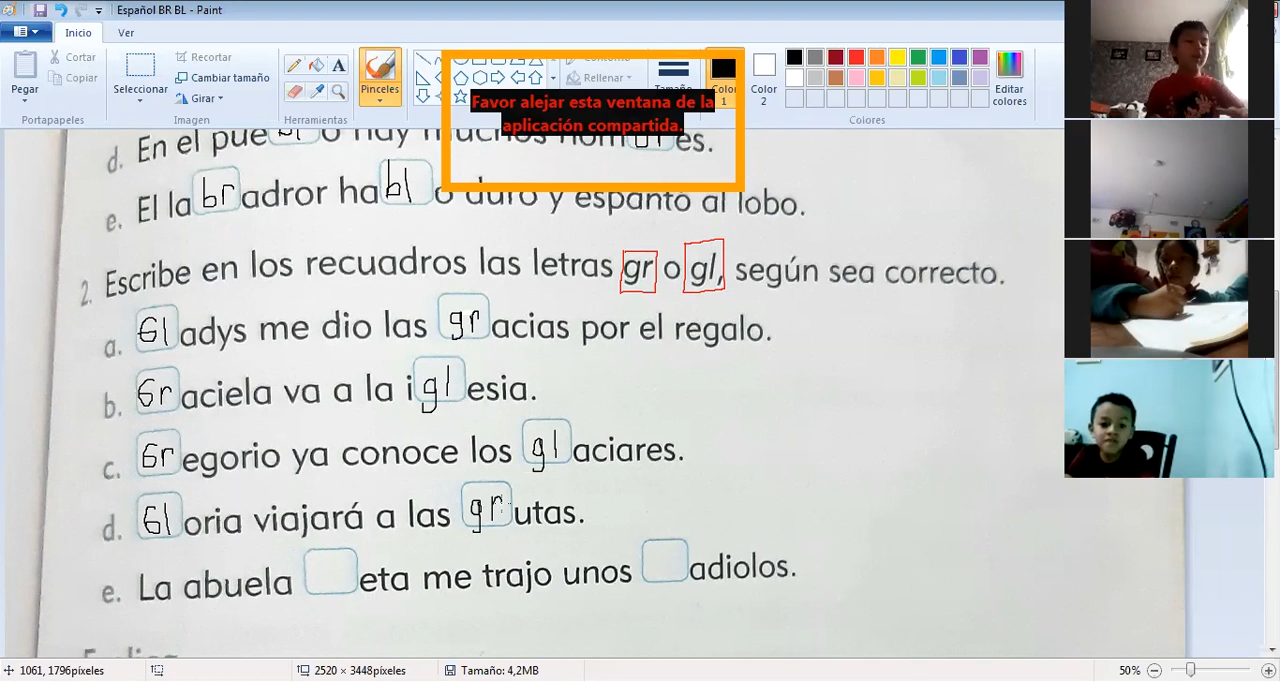 Español BR BL - Paint
Inicio Ver
Pegar
Cortar
Copiar
Portapapeles
Seleccionar
Recortar
Cambiar tamaño
Girar
Imagen
A
Herramientas
Pinceles
Rellenar
Color 1
Color 2
Editar colores
Colores
Favor alejar esta ventana de la
aplicación compartida.
d. En el pue
es.
e. El la br adror ha bl o duro y espantó al lobo.
2. Escribe en los recuadros las letras gr o gl, según sea correcto.
a. Gl adys me dio las gr acias por el regalo.
b. Gr aciela va a la i gl esia.
c. Gr egorio ya conoce los gl aciares.
d. Gl oria viajará a las gr utas.
e. La abuela eta me trajo unos adiolos.
1061, 1796píxeles 2520 × 3448píxeles Tamaño: 4,2MB 50%